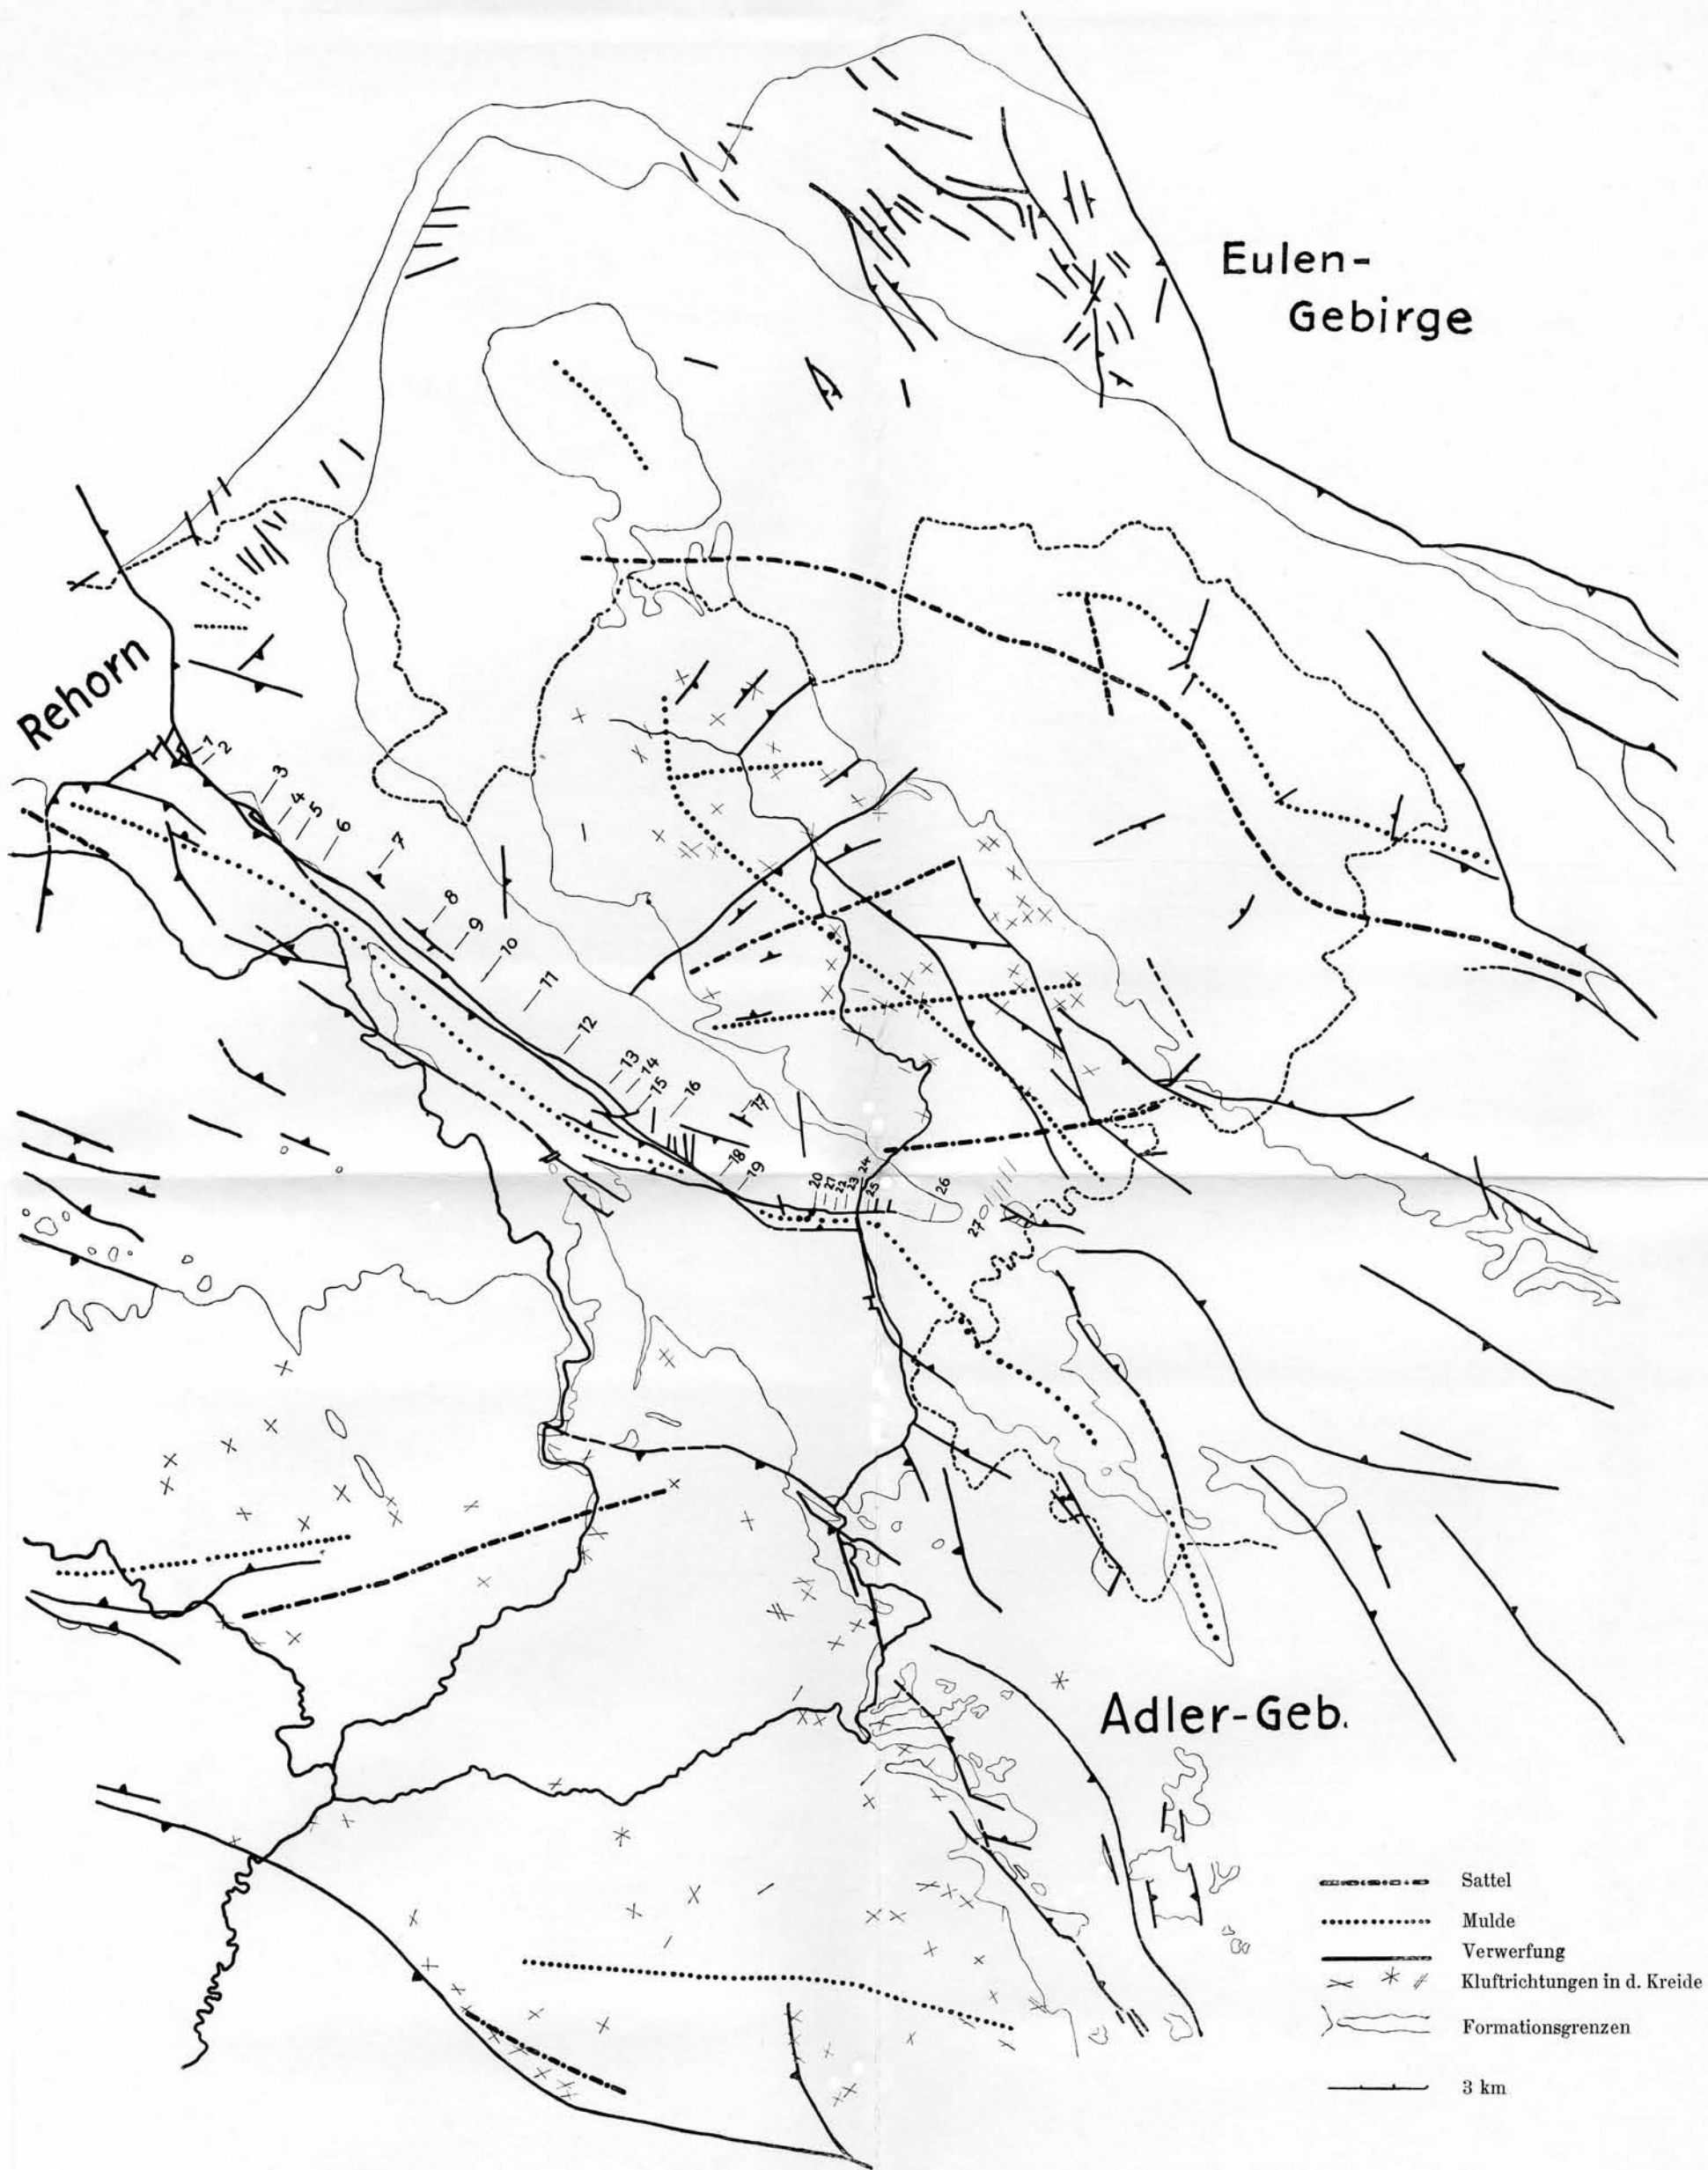 Eulen-
Gebirge
Rehorn
1
2
3
4
5
6
7
8
9
10
11
12
13
14
15
16
17
18
19
20
21
22
23
24
25
26
27
Adler-Geb.
Sattel
Mulde
Verwerfung
Kluftrichtungen in d. Kreide
Formationsgrenzen
3 km